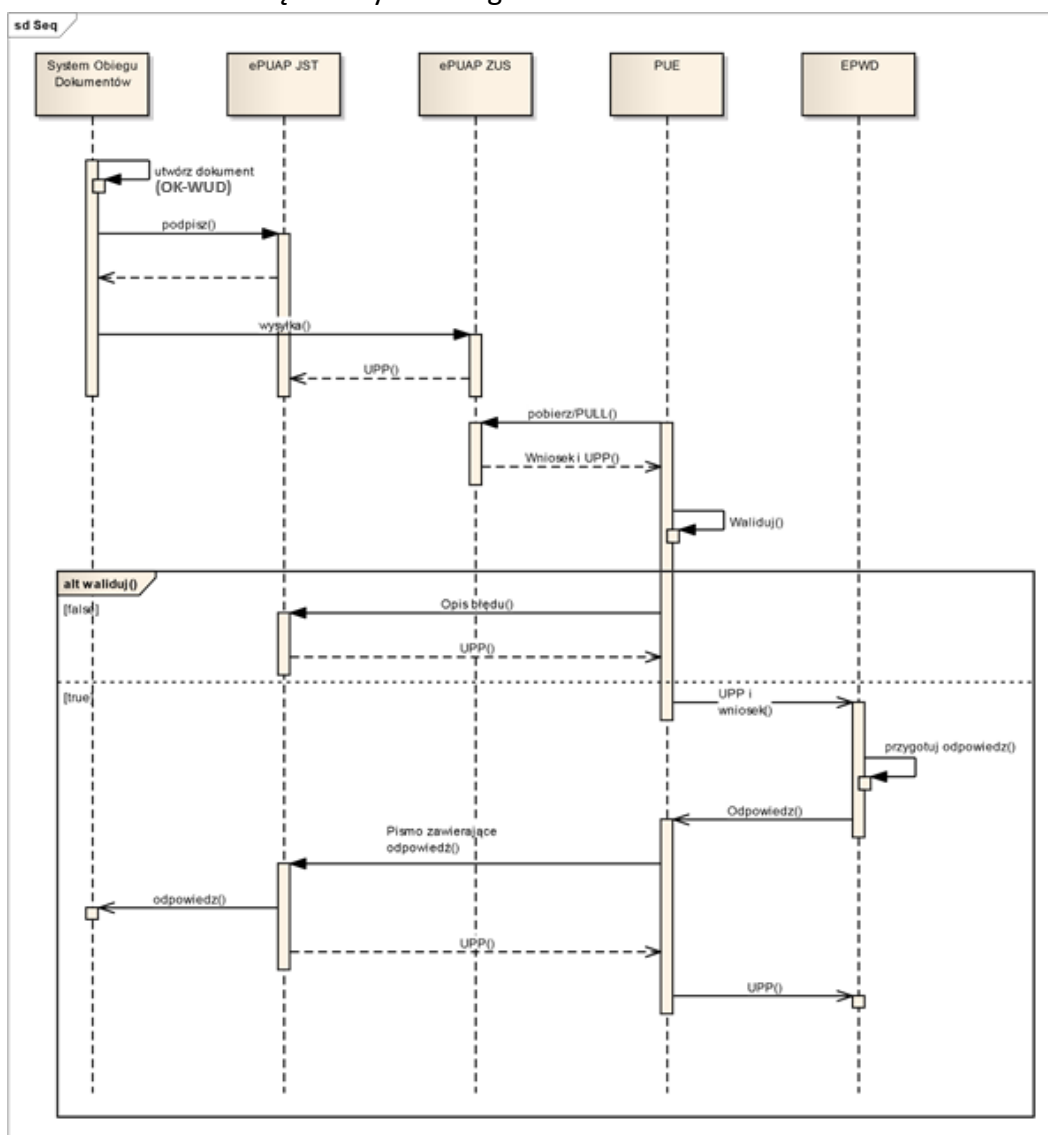 sd Seq
System Obiegu
Dokumentów
ePUAP JST
ePUAP ZUS
PUE
EPWD
utwórz dokument
(OK-WUD)
podpisz()
wysyłka()
UPP()
pobierz/PULL()
Wniosek i UPP()
Waliduj()
alt waliduj()
[false]
Opis błędu()
UPP()
[true]
UPP i
wniosek()
przygotuj odpowiedz()
Odpowiedz()
Pismo zawierające
odpowiedź()
odpowiedz()
UPP()
UPP()